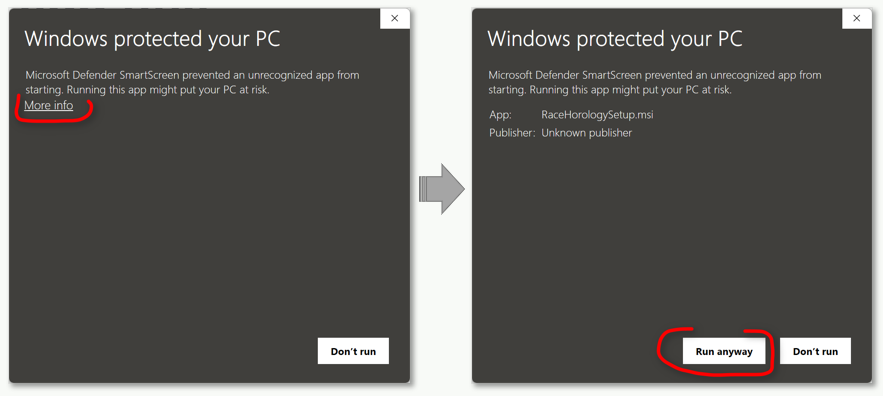 Windows protected your PC
Microsoft Defender SmartScreen prevented an unrecognized app from
starting. Running this app might put your PC at risk.
More info
Don't run
Windows protected your PC
Microsoft Defender SmartScreen prevented an unrecognized app from
starting. Running this app might put your PC at risk.
App: RaceHorologySetup.msi
Publisher: Unknown publisher
Run anyway Don't run